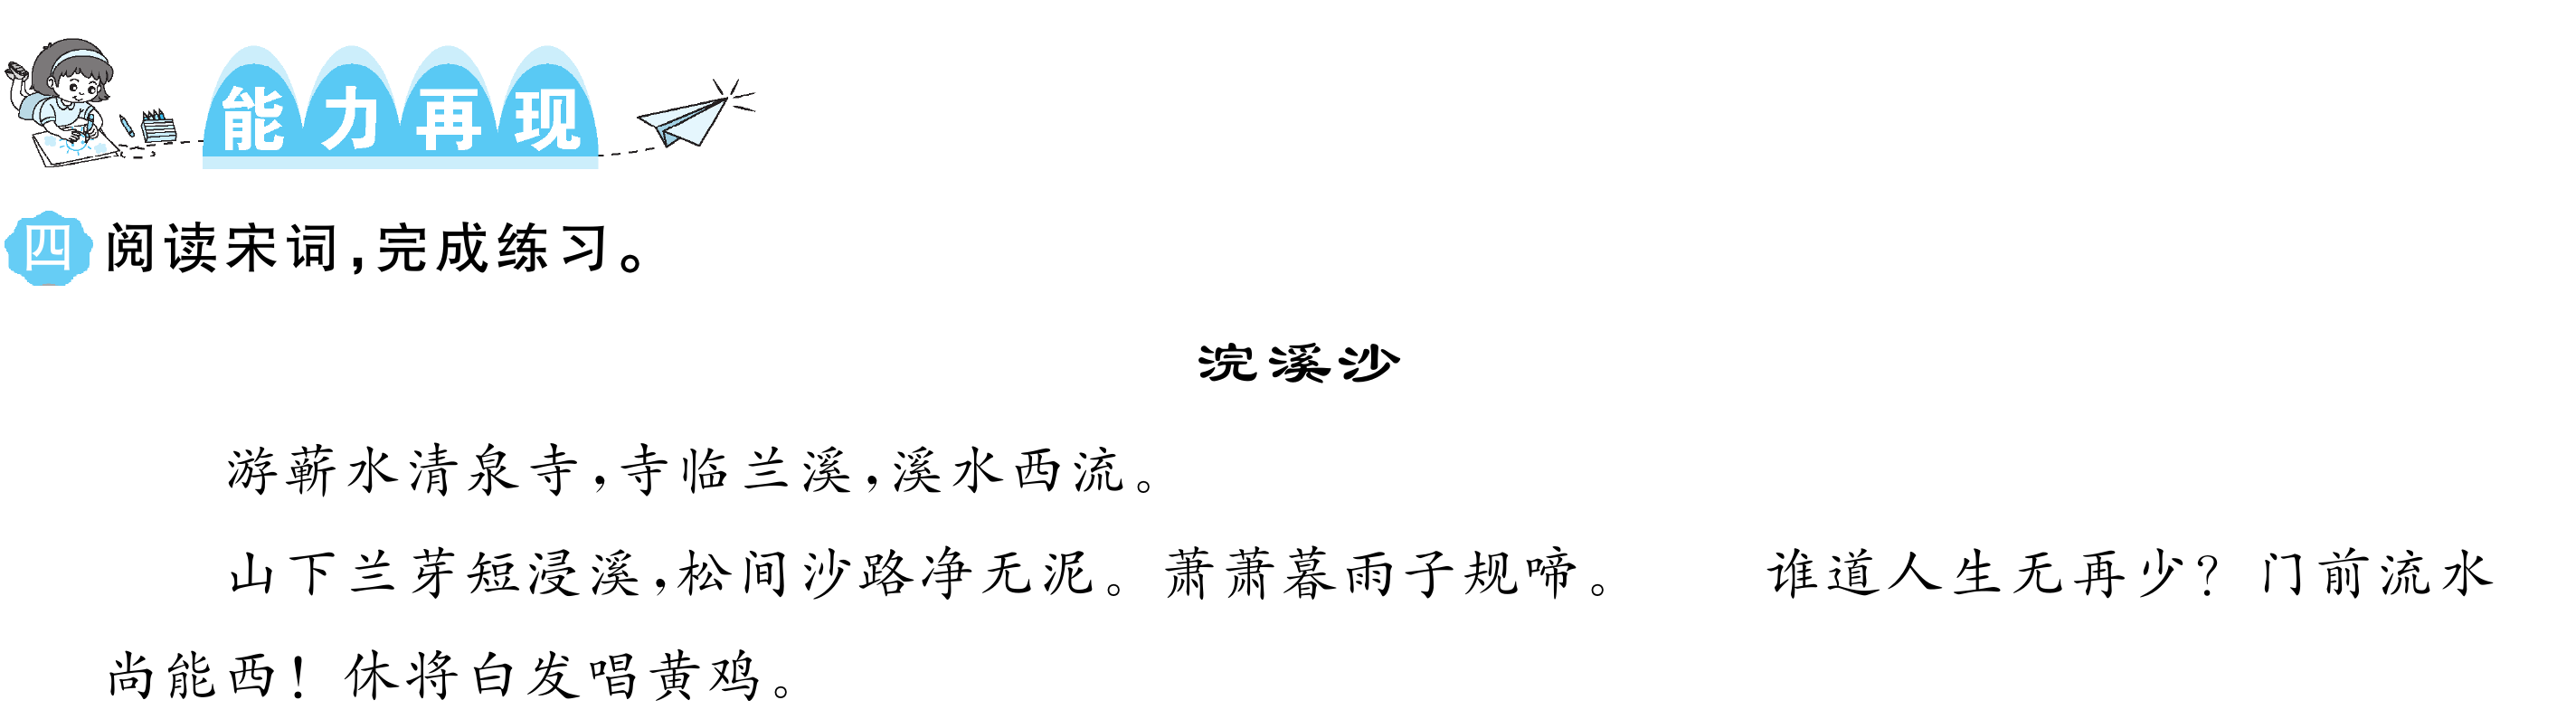 能力再现
四 阅读宋词,完成练习。
浣溪沙
游蕲水清泉寺,寺临兰溪,溪水西流。
山下兰芽短浸溪,松间沙路净无泥。萧萧暮雨子规啼。 谁道人生无再少? 门前流水
尚能西! 休将白发唱黄鸡。